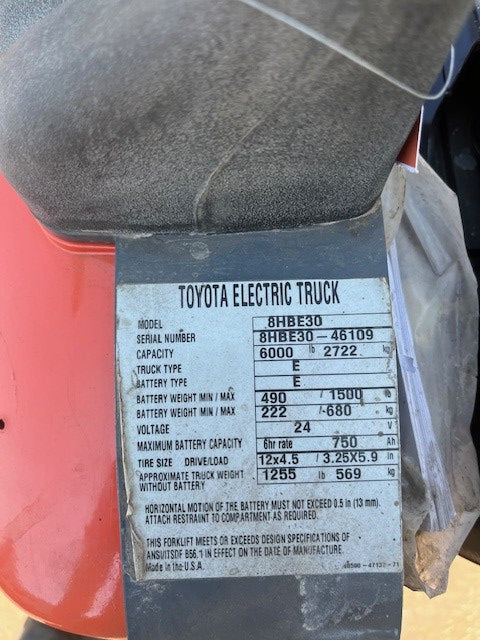 TOYOTA ELECTRIC TRUCK
MODEL 8HBE30
SERIAL NUMBER 8HBE30-46109
CAPACITY 6000 lb 2722 kg
TRUCK TYPE E
BATTERY TYPE E
BATTERY WEIGHT MIN / MAX 490 / 1500 lb
BATTERY WEIGHT MIN / MAX 222 / 680 kg
VOLTAGE 24 V
MAXIMUM BATTERY CAPACITY 6hr rate 750 Ah
TIRE SIZE DRIVE/LOAD 12x4.5 / 3.25X5.9 in
APPROXIMATE TRUCK WEIGHT
WITHOUT BATTERY 1255 lb 569 kg
HORIZONTAL MOTION OF THE BATTERY MUST NOT EXCEED 0.5 in (13 mm).
ATTACH RESTRAINT TO COMPARTMENT AS REQUIRED.
THIS FORKLIFT MEETS OR EXCEEDS DESIGN SPECIFICATIONS OF
ANSI/ITSDF B56.1 IN EFFECT ON THE DATE OF MANUFACTURE.
Made in the U.S.A.